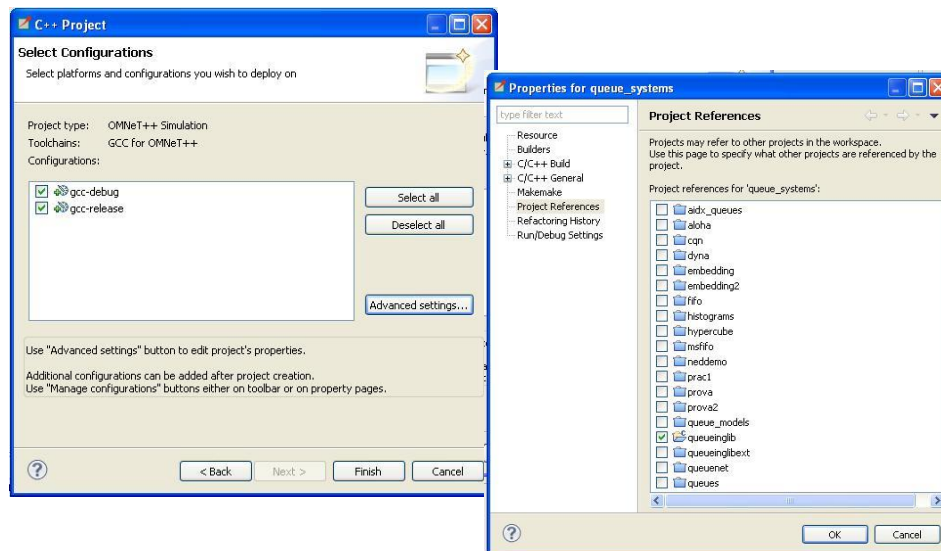 C++ Project
Select Configurations
Select platforms and configurations you wish to deploy on
Project type: OMNeT++ Simulation
Toolchains: GCC for OMNeT++
Configurations:
gcc-debug
gcc-release
Select all
Deselect all
Advanced settings...
Use "Advanced settings" button to edit project's properties.
Additional configurations can be added after project creation.
Use "Manage configurations" buttons either on toolbar or on property pages.
< Back
Next >
Finish
Cancel
Properties for queue_systems
type filter text
Resource
Builders
C/C++ Build
C/C++ General
Makemake
Project References
Refactoring History
Run/Debug Settings
Project References
Projects may refer to other projects in the workspace.
Use this page to specify what other projects are referenced by the
project.
Project references for 'queue_systems':
aidx_queues
aloha
cqn
dyna
embedding
embedding2
fifo
histograms
hypercube
msfifo
neddemo
prac1
prova
prova2
queue_models
queueinglib
queueinglibext
queuenet
queues
OK
Cancel